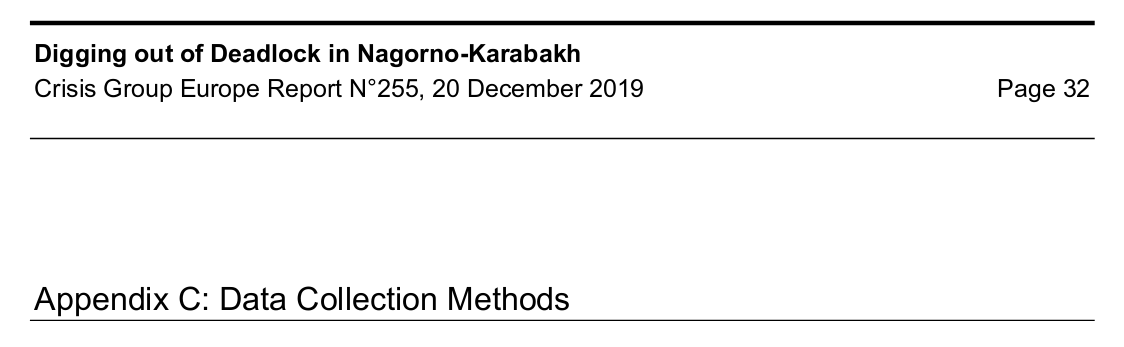 Digging out of Deadlock in Nagorno-Karabakh
Crisis Group Europe Report N°255, 20 December 2019 Page 32
Appendix C: Data Collection Methods